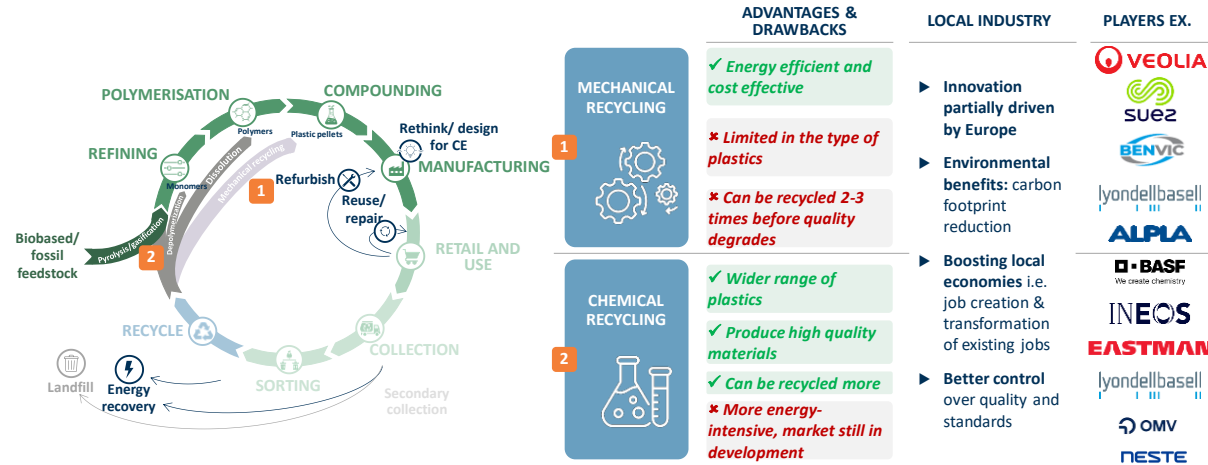 POLYMERISATION
COMPOUNDING
Polymers
Plastic pellets
Rethink/ design
for CE
REFINING
MANUFACTURING
Monomers
Dissolution
Mechanical recycling
1
Refurbish
Depolymerization
Reuse/
repair
Biobased/
fossil
feedstock
Pyrolysis/gasification
2
RETAIL AND
USE
RECYCLE
COLLECTION
SORTING
Landfill
Energy
recovery
Secondary
collection
ADVANTAGES &
DRAWBACKS
LOCAL INDUSTRY
PLAYERS EX.
1
MECHANICAL
RECYCLING
✓ Energy efficient and
cost effective
✖ Limited in the type of
plastics
✖ Can be recycled 2-3
times before quality
degrades
2
CHEMICAL
RECYCLING
✓ Wider range of
plastics
✓ Produce high quality
materials
✓ Can be recycled more
✖ More energy-
intensive, market still in
development
▶ Innovation
partially driven
by Europe
▶ Environmental
benefits: carbon
footprint
reduction
▶ Boosting local
economies i.e.
job creation &
transformation
of existing jobs
▶ Better control
over quality and
standards
VEOLIA
suez
BENVIC
lyondellbasell
ALPLA
BASF
We create chemistry
INEOS
EASTMAN
lyondellbasell
OMV
NESTE